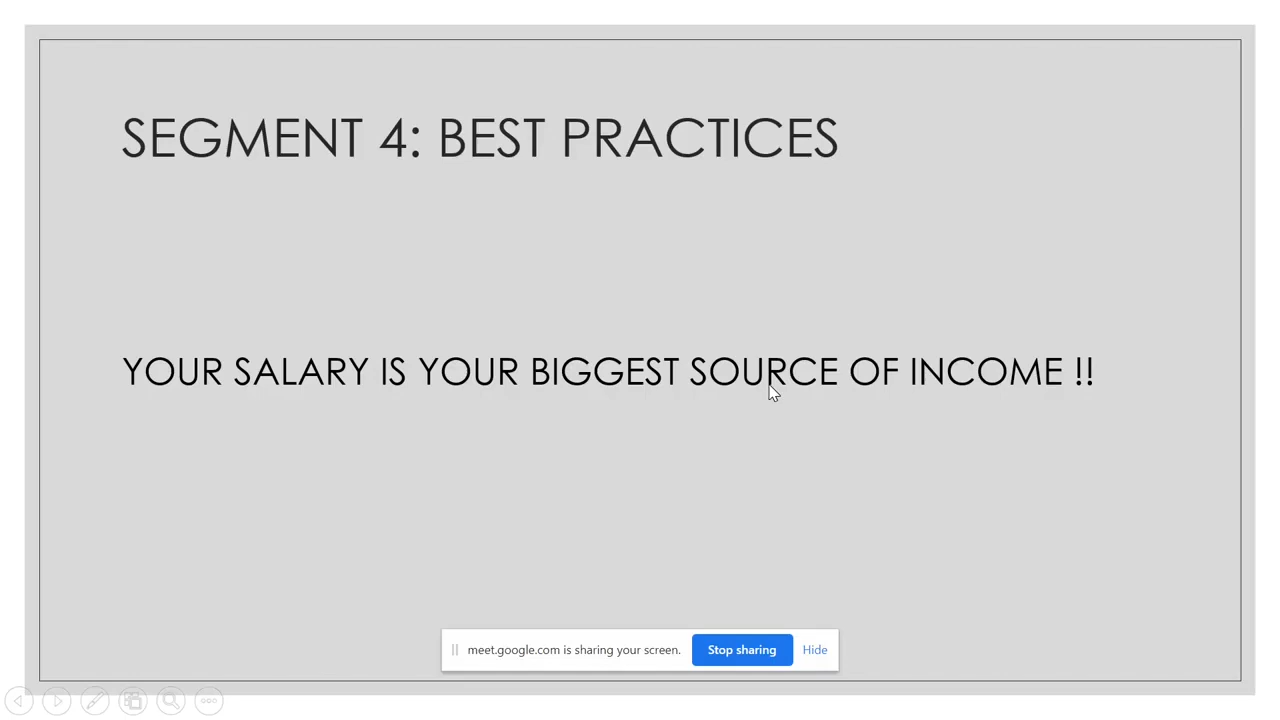 SEGMENT 4: BEST PRACTICES
YOUR SALARY IS YOUR BIGGEST SOURCE OF INCOME !!
meet.google.com is sharing your screen. Stop sharing Hide